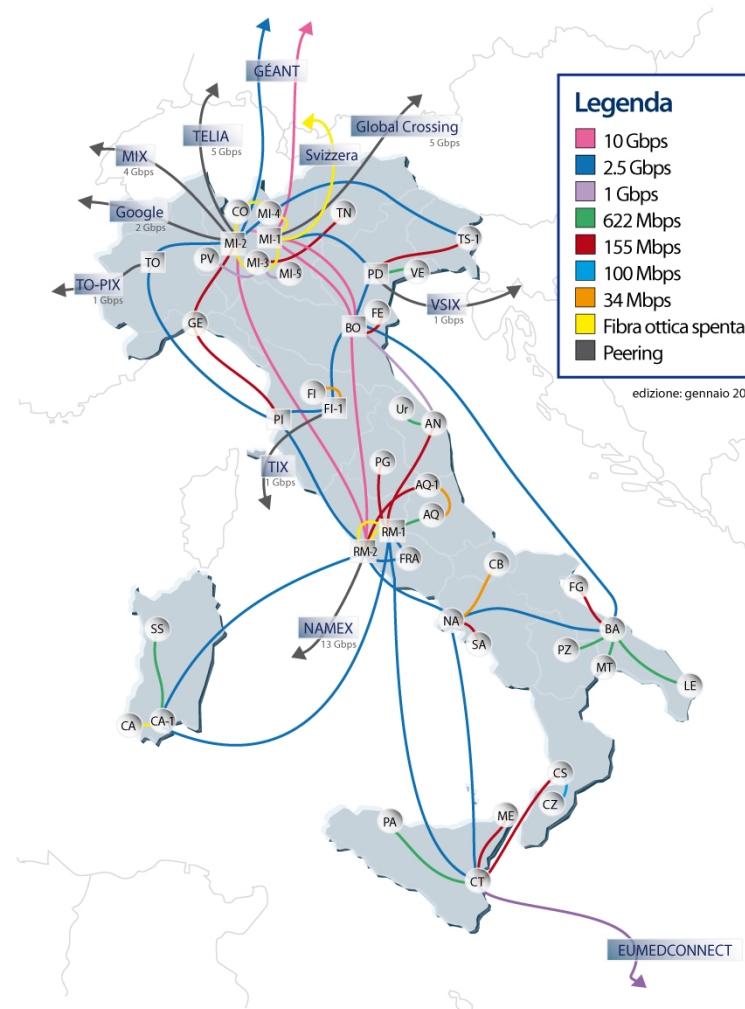 GÉANT
TELIA
5 Gbps
Global Crossing
5 Gbps
MIX
4 Gbps
Svizzera
Google
2 Gbps
CO
MI-4
TN
MI-2
MI-1
TS-1
TO
PV
MI-3
MI-5
PD
VE
TO-PIX
1 Gbps
VSIX
1 Gbps
GE
BO
FE
FI
FI-1
PI
Ur
AN
TIX
1 Gbps
PG
AQ-1
AQ
RM-1
RM-2
FRA
CB
FG
NAMEX
13 Gbps
NA
SA
BA
PZ
MT
LE
SS
CA
CA-1
CS
CZ
PA
ME
CT
EUMEDCONNECT
Legenda
10 Gbps
2.5 Gbps
1 Gbps
622 Mbps
155 Mbps
100 Mbps
34 Mbps
Fibra ottica spenta
Peering
edizione: gennaio 20